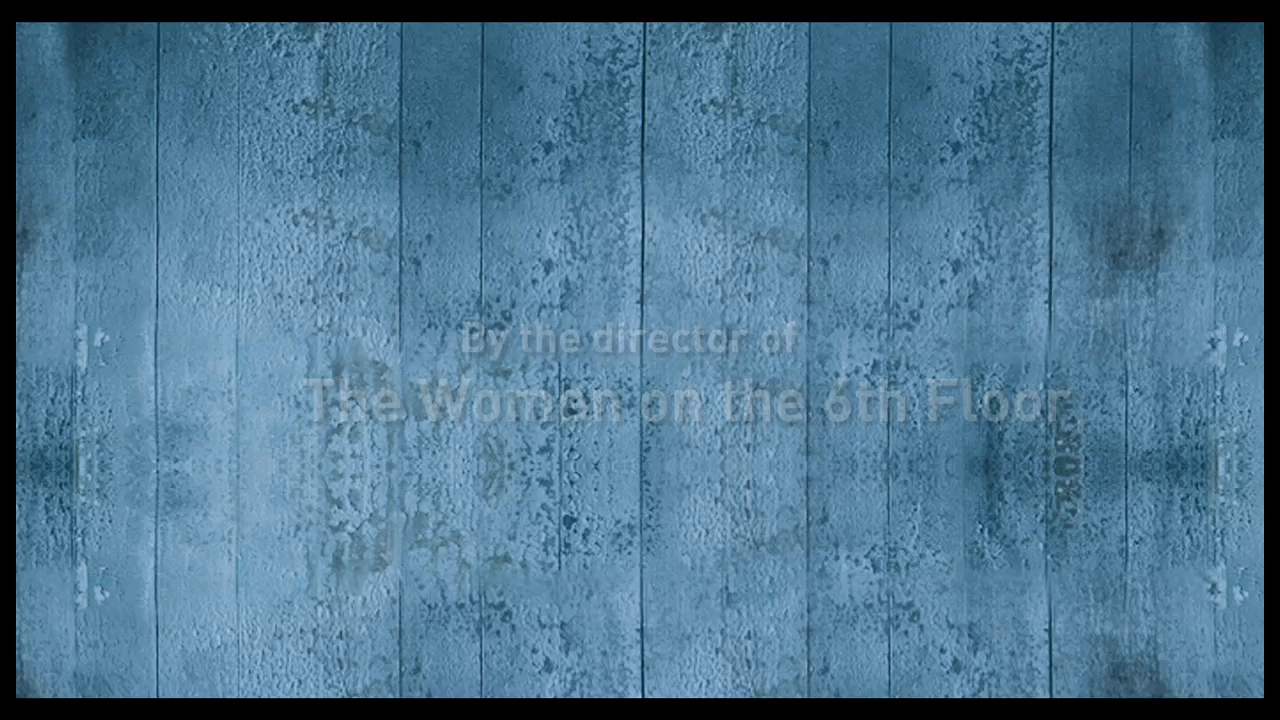 By the director of
The Women on the 6th Floor